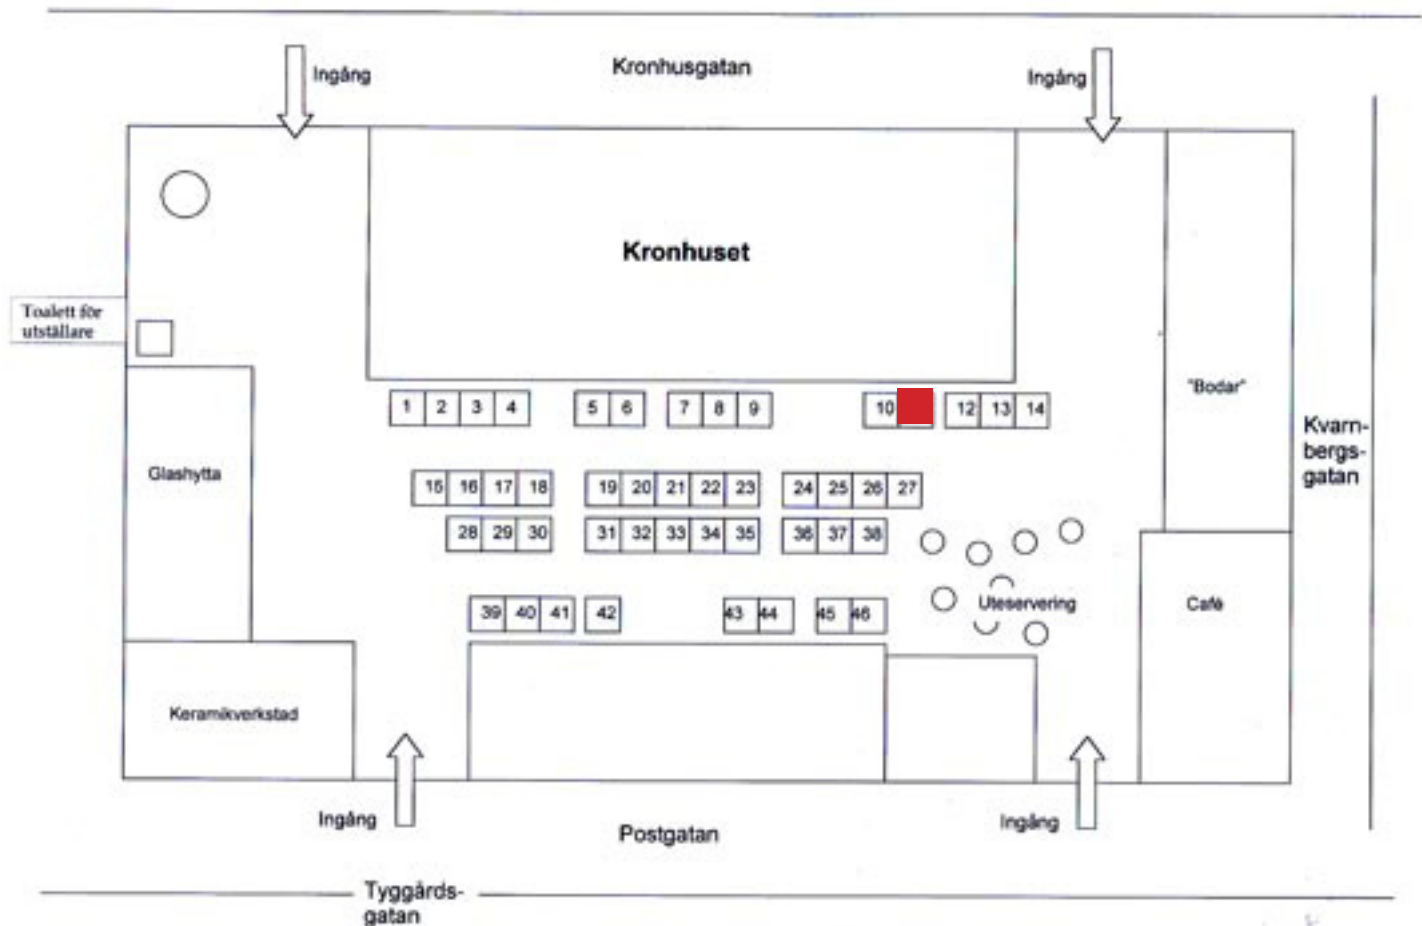 Ingång
Kronhusgatan
Ingång
Kronhuset
Toalett för
utställare
"Bodar"
1 2 3 4 5 6 7 8 9 10 12 13 14
Kvarn-
bergs-
gatan
Glashytta
15 16 17 18 19 20 21 22 23 24 25 26 27
28 29 30 31 32 33 34 35 36 37 38
39 40 41 42 43 44 45 46
Uteservering
Café
Keramikverkstad
Ingång
Postgatan
Ingång
Tyggårds-
gatan